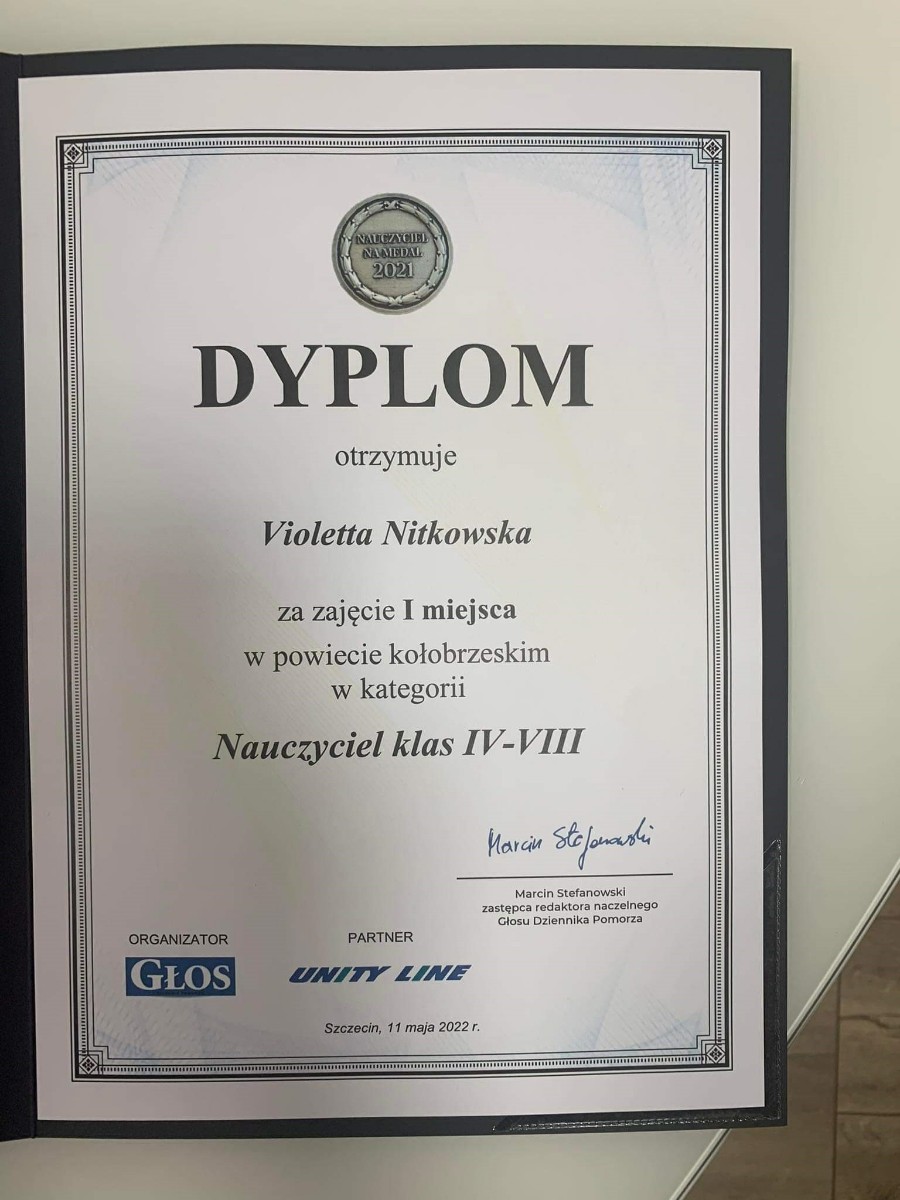 NAUCZYCIEL
NA MEDAL
2021
DYPLOM
otrzymuje
Violetta Nitkowska
za zajęcie I miejsca
w powiecie kołobrzeskim
w kategorii
Nauczyciel klas IV-VIII
Marcin Stefanowski
Marcin Stefanowski
zastępca redaktora naczelnego
Głosu Dziennika Pomorza
ORGANIZATOR
GŁOS
PARTNER
UNITY LINE
Szczecin, 11 maja 2022 r.